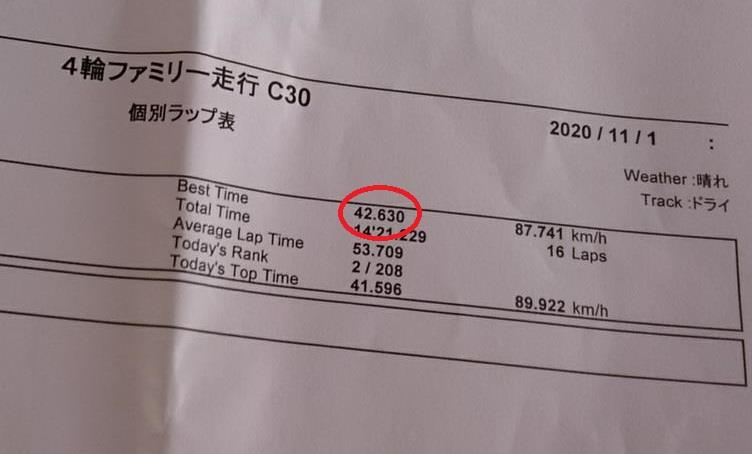 4輪ファミリー走行 C30
個別ラップ表
2020 / 11 / 1 :
Weather :晴れ
Track :ドライ
Best Time 42.630 87.741 km/h
Total Time 14'21.229 16 Laps
Average Lap Time 53.709
Today's Rank 2 / 208
Today's Top Time 41.596 89.922 km/h